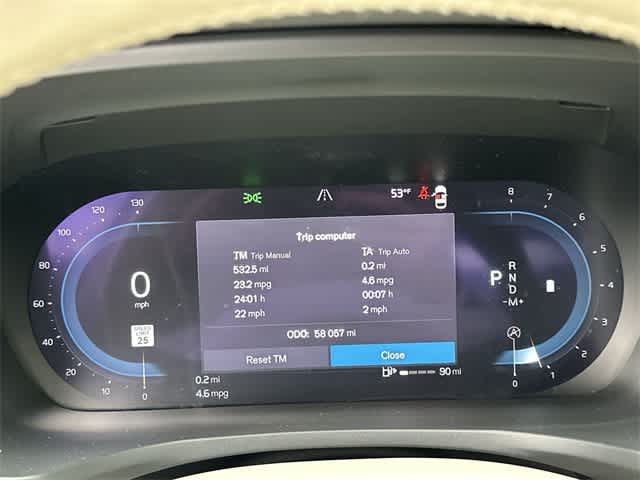 53°F
130
120
100
80
60
40
20
10
0
0
mph
SPEED LIMIT
25
Trip computer
TM Trip Manual
TA Trip Auto
532.5 mi
0.2 mi
23.2 mpg
4.6 mpg
24:01 h
00:07 h
22 mph
2 mph
ODO: 58 057 mi
Reset TM
Close
0.2 mi
4.6 mpg
90 mi
P
R
N
D
-M+
8
7
6
5
4
3
2
1
0